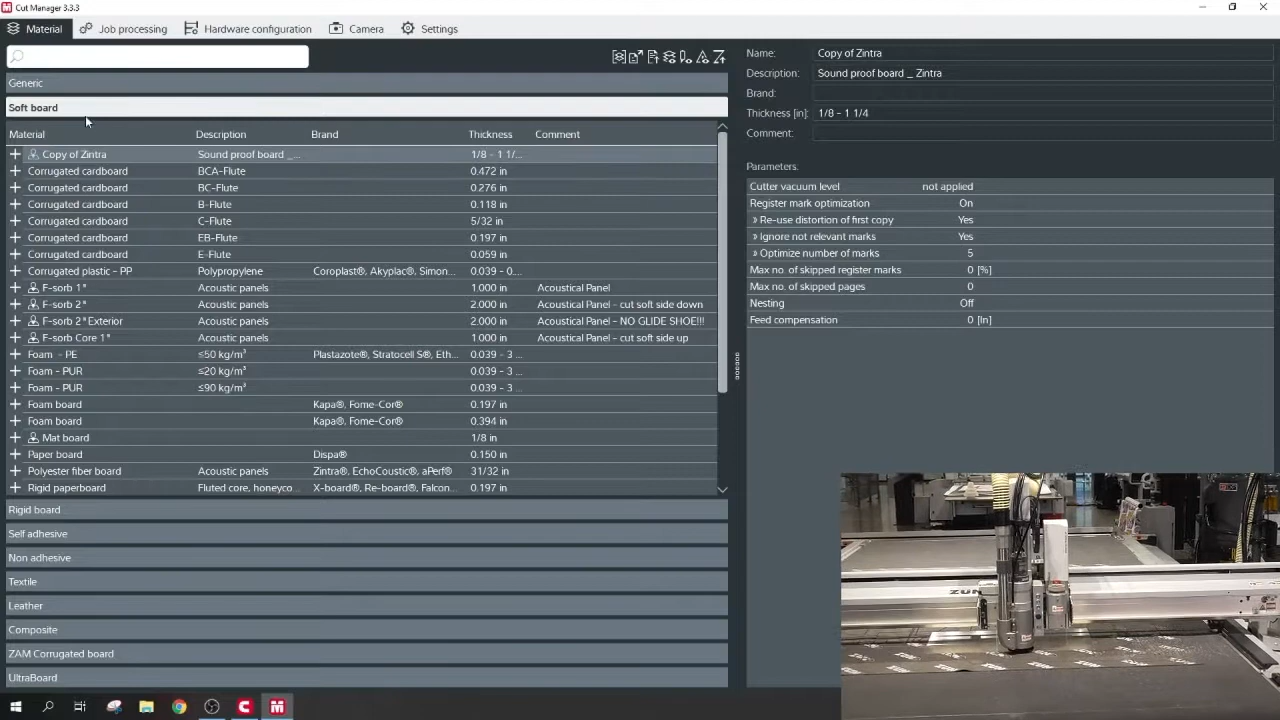 Cut Manager 3.3.3
Material Job processing Hardware configuration Camera Settings
Generic
Soft board
Material Description Brand Thickness Comment
Copy of Zintra Sound proof board _... 1/8 - 1 1/...
Corrugated cardboard BCA-Flute 0.472 in
Corrugated cardboard BC-Flute 0.276 in
Corrugated cardboard B-Flute 0.118 in
Corrugated cardboard C-Flute 5/32 in
Corrugated cardboard EB-Flute 0.197 in
Corrugated cardboard E-Flute 0.059 in
Corrugated plastic - PP Polypropylene Coroplast®, Akyplac®, Simon... 0.039 - 0....
F-sorb 1" Acoustic panels 1.000 in Acoustical Panel
F-sorb 2" Acoustic panels 2.000 in Acoustical Panel - cut soft side down
F-sorb 2" Exterior Acoustic panels 2.000 in Acoustical Panel - NO GLIDE SHOE!!!
F-sorb Core 1" Acoustic panels 1.000 in Acoustical Panel - cut soft side up
Foam - PE ≤50 kg/m³ Plastazote®, Stratocell S®, Eth... 0.039 - 3 ...
Foam - PUR ≤20 kg/m³ 0.039 - 3 ...
Foam - PUR ≤90 kg/m³ 0.039 - 3 ...
Foam board Kapa®, Fome-Cor® 0.197 in
Foam board Kapa®, Fome-Cor® 0.394 in
Mat board 1/8 in
Paper board Dispa® 0.150 in
Polyester fiber board Acoustic panels Zintra®, EchoCoustic®, aPerf® 31/32 in
Rigid paperboard Fluted core, honeyco... X-board®, Re-board®, Falcon... 0.197 in
Rigid board
Self adhesive
Non adhesive
Textile
Leather
Composite
ZAM Corrugated board
UltraBoard
Name: Copy of Zintra
Description: Sound proof board _ Zintra
Brand:
Thickness [in]: 1/8 - 1 1/4
Comment:
Parameters.
Cutter vacuum level not applied
Register mark optimization On
» Re-use distortion of first copy Yes
» Ignore not relevant marks Yes
» Optimize number of marks 5
Max no. of skipped register marks 0 [%]
Max no. of skipped pages 0
Nesting Off
Feed compensation 0 [In]